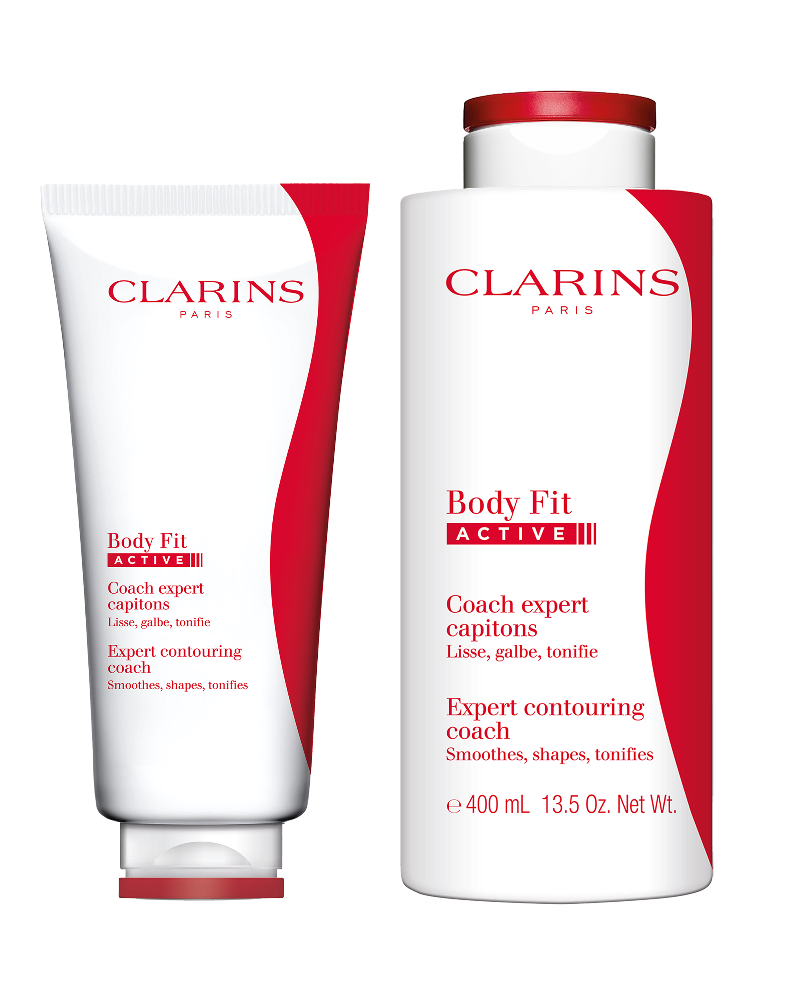 CLARINS
PARIS
Body Fit
ACTIVE
Coach expert
capitons
Lisse, galbe, tonifie
Expert contouring
coach
Smoothes, shapes, tonifies
CLARINS
PARIS
Body Fit
ACTIVE
Coach expert
capitons
Lisse, galbe, tonifie
Expert contouring
coach
Smoothes, shapes, tonifies
℮ 400 mL 13.5 Oz. Net Wt.